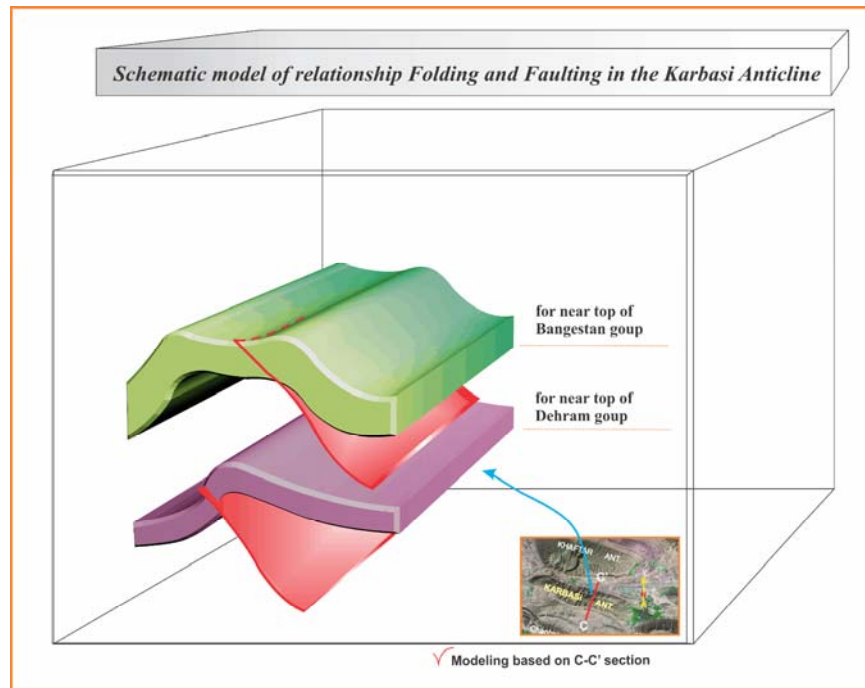 Schematic model of relationship Folding and Faulting in the Karbasi Anticline
for near top of
Bangestan goup
for near top of
Dehram goup
KHAFTAR ANT.
C'
KARBASI ANT.
C
Modeling based on C-C' section